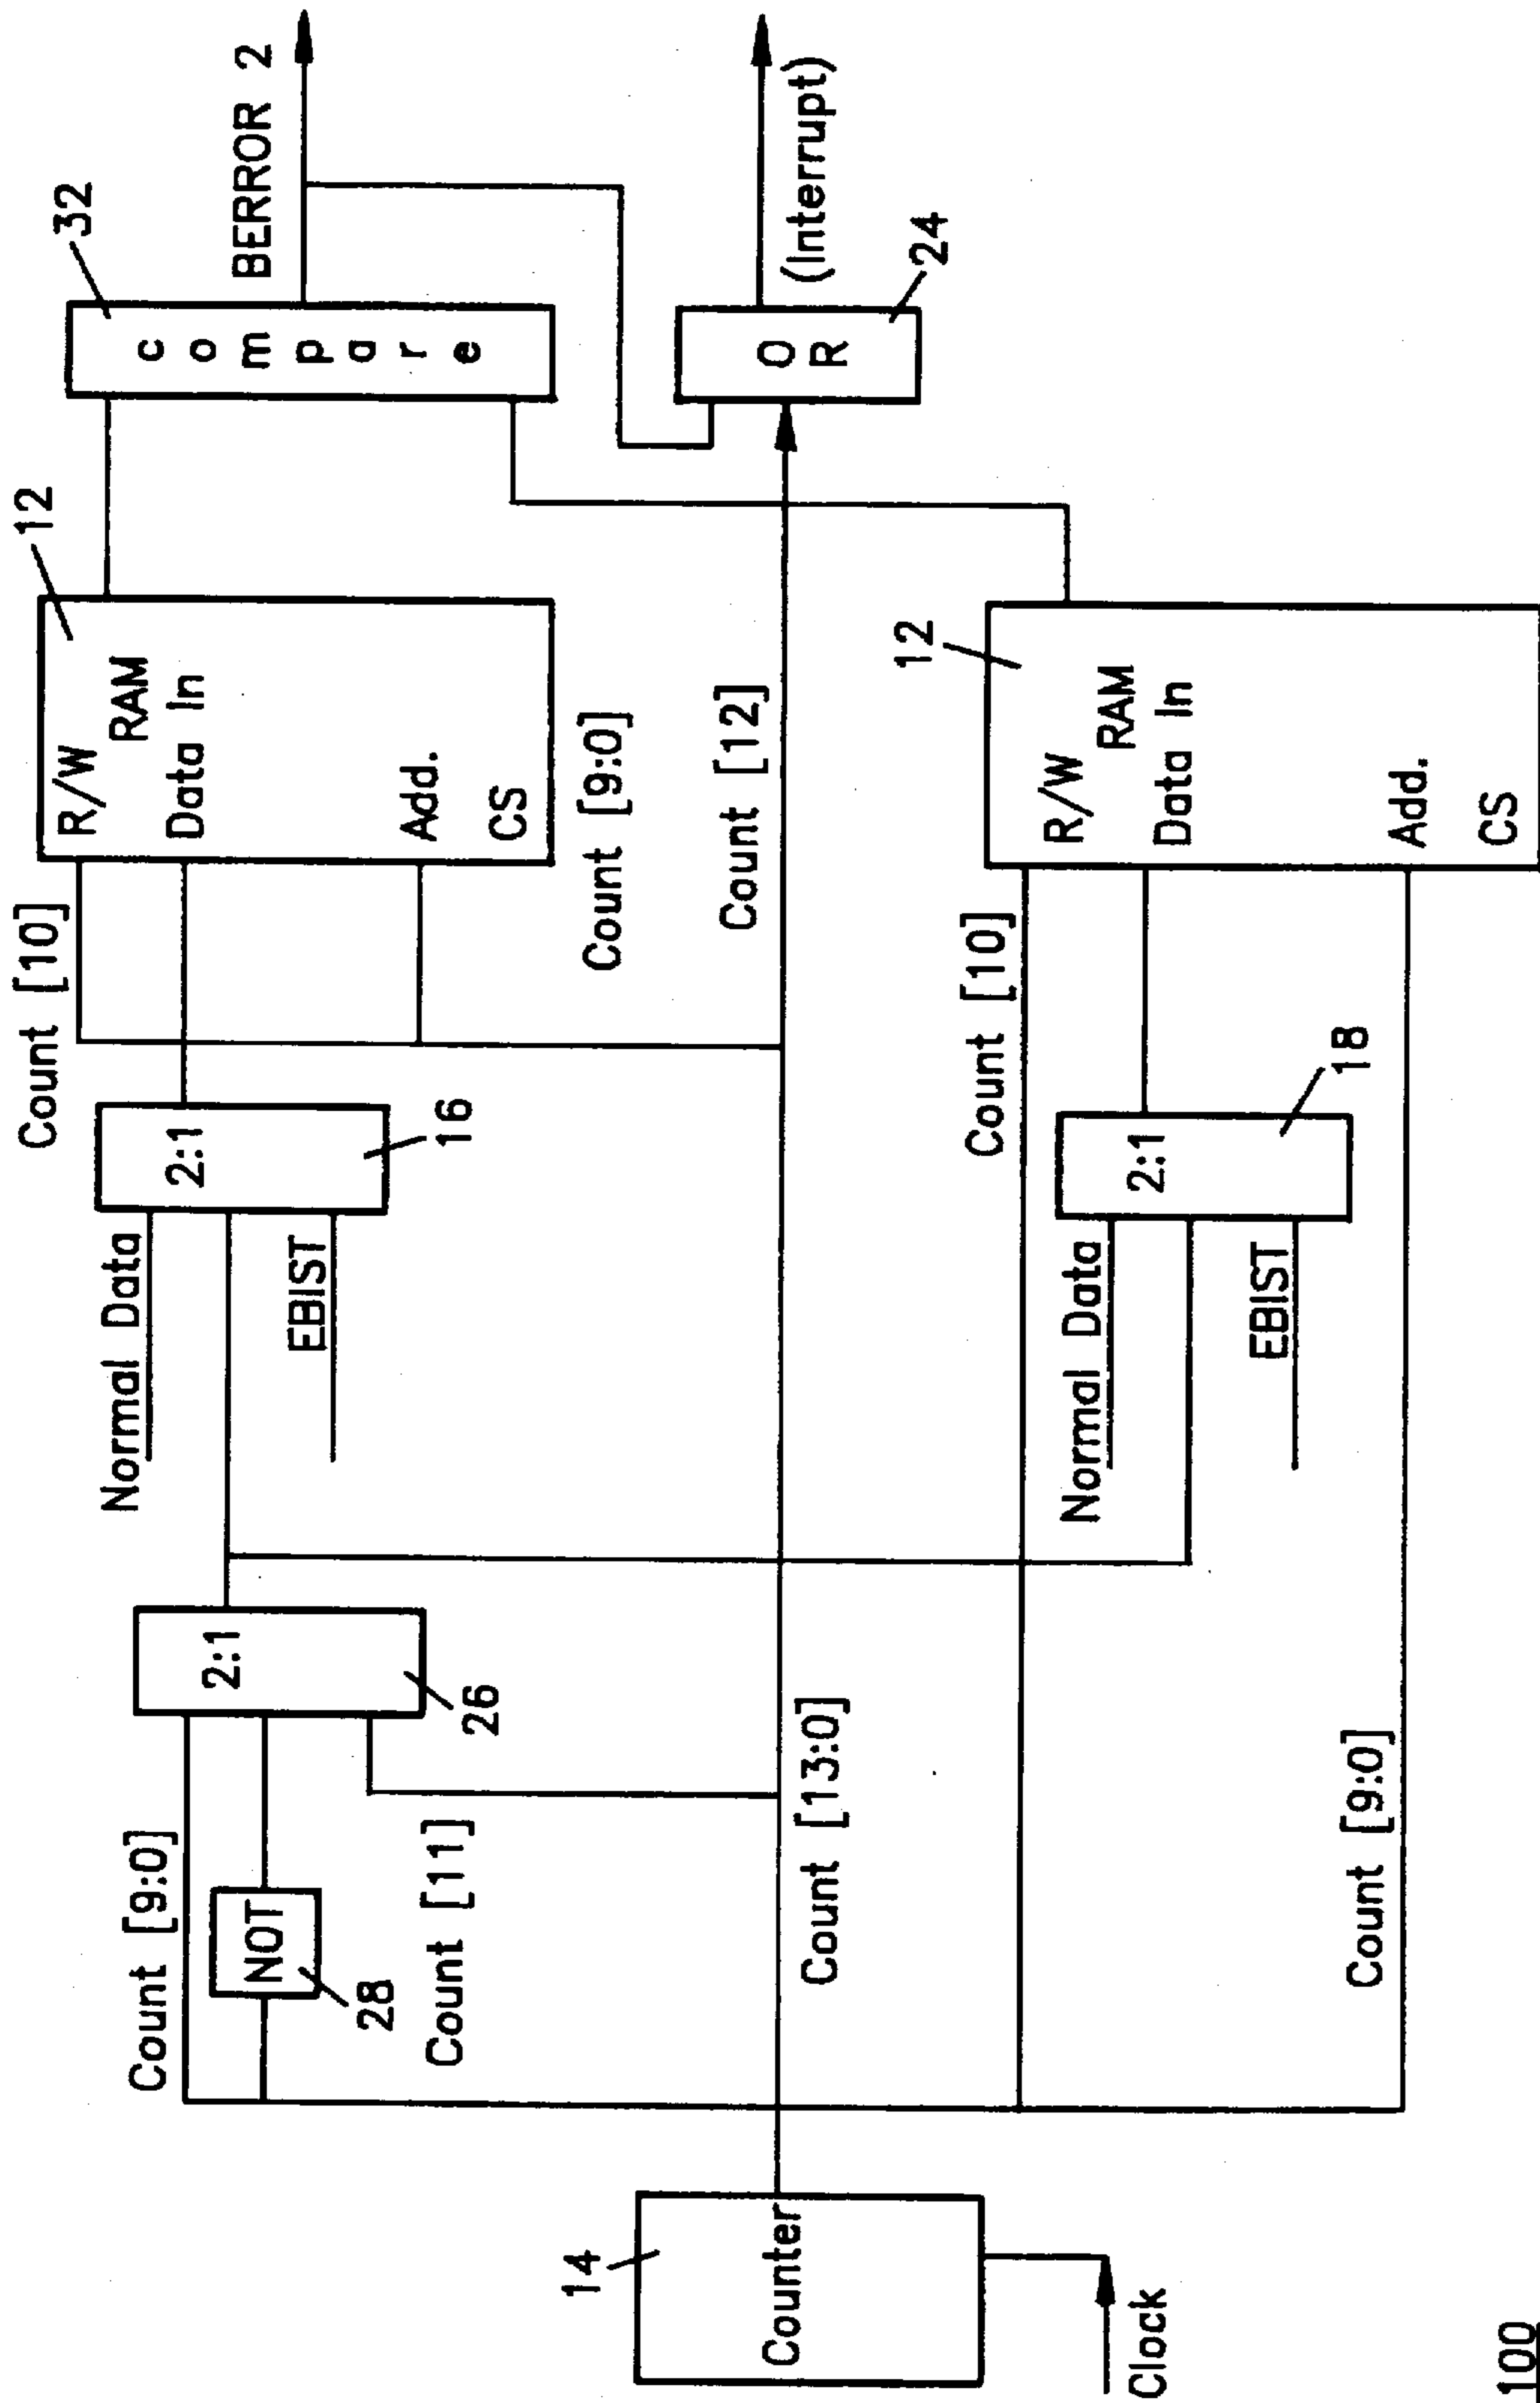 BERROR 2
32
compare
(Interrupt)
24
OR
12
R/W
RAM
Data In
Add.
CS
Count [9:0]
Count [12]
12
R/W
RAM
Data In
Add.
CS
Count [10]
Count [10]
2:1
16
2:1
18
Normal Data
EBIST
Normal Data
EBIST
2:1
26
Count [9:0]
NOT
28
Count [11]
Count [13:0]
Count [9:0]
14
Counter
Clock
100